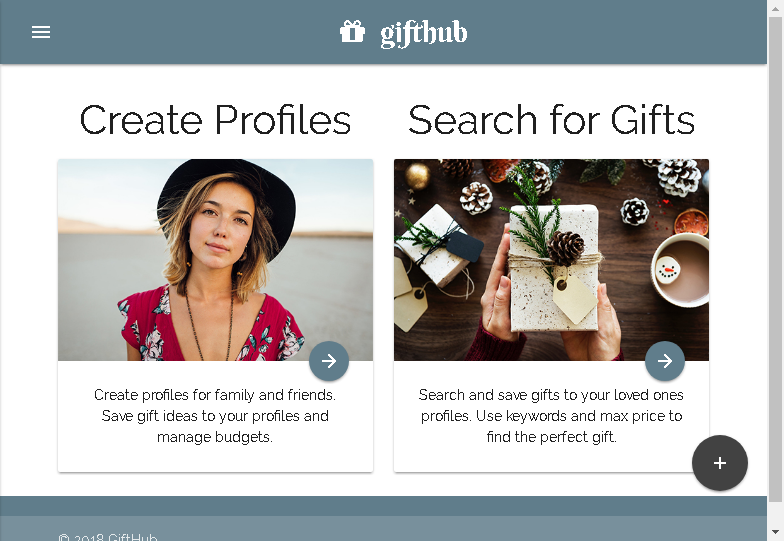 gifthub
Create Profiles
Search for Gifts
Create profiles for family and friends.
Save gift ideas to your profiles and
manage budgets.
Search and save gifts to your loved ones
profiles. Use keywords and max price to
find the perfect gift.
© 2018 GiftHub